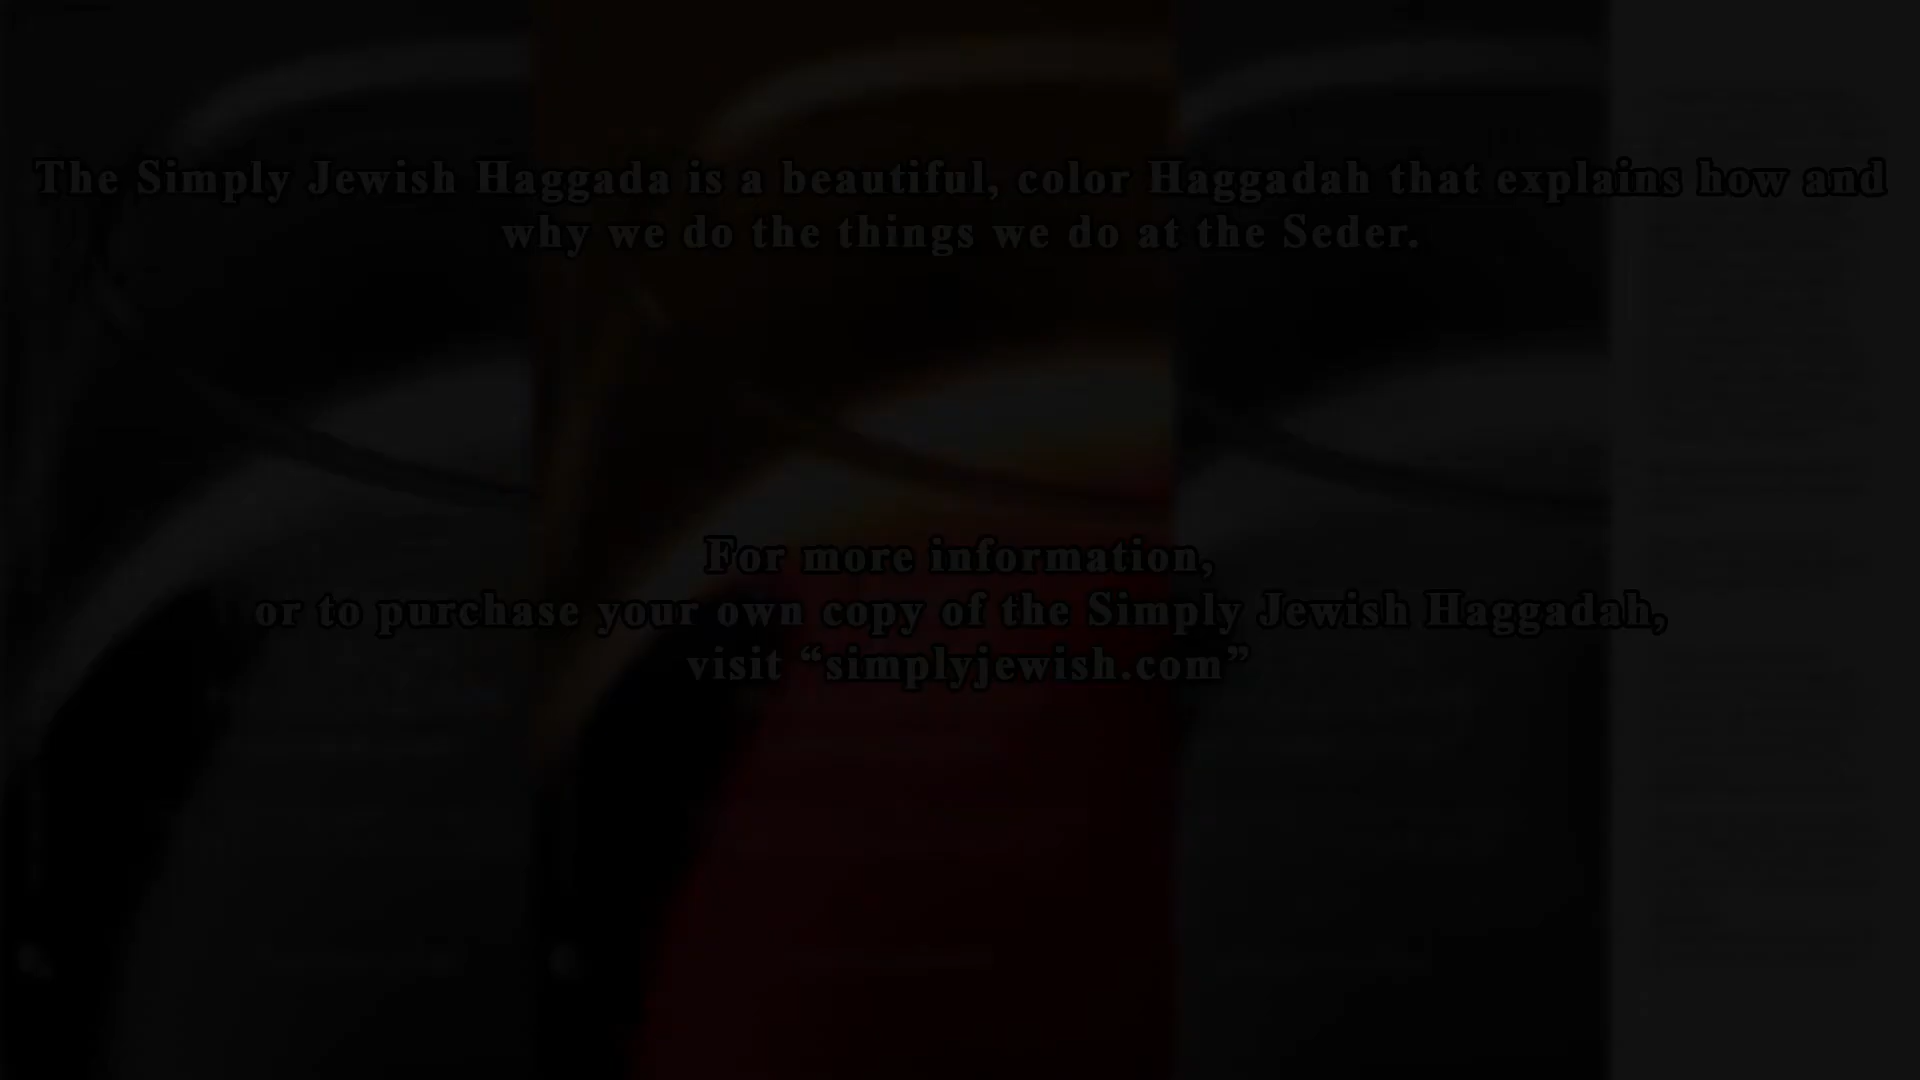 The Simply Jewish Haggada is a beautiful, color Haggadah that explains how and
why we do the things we do at the Seder.
For more information,
or to purchase your own copy of the Simply Jewish Haggadah,
visit “simplyjewish.com”